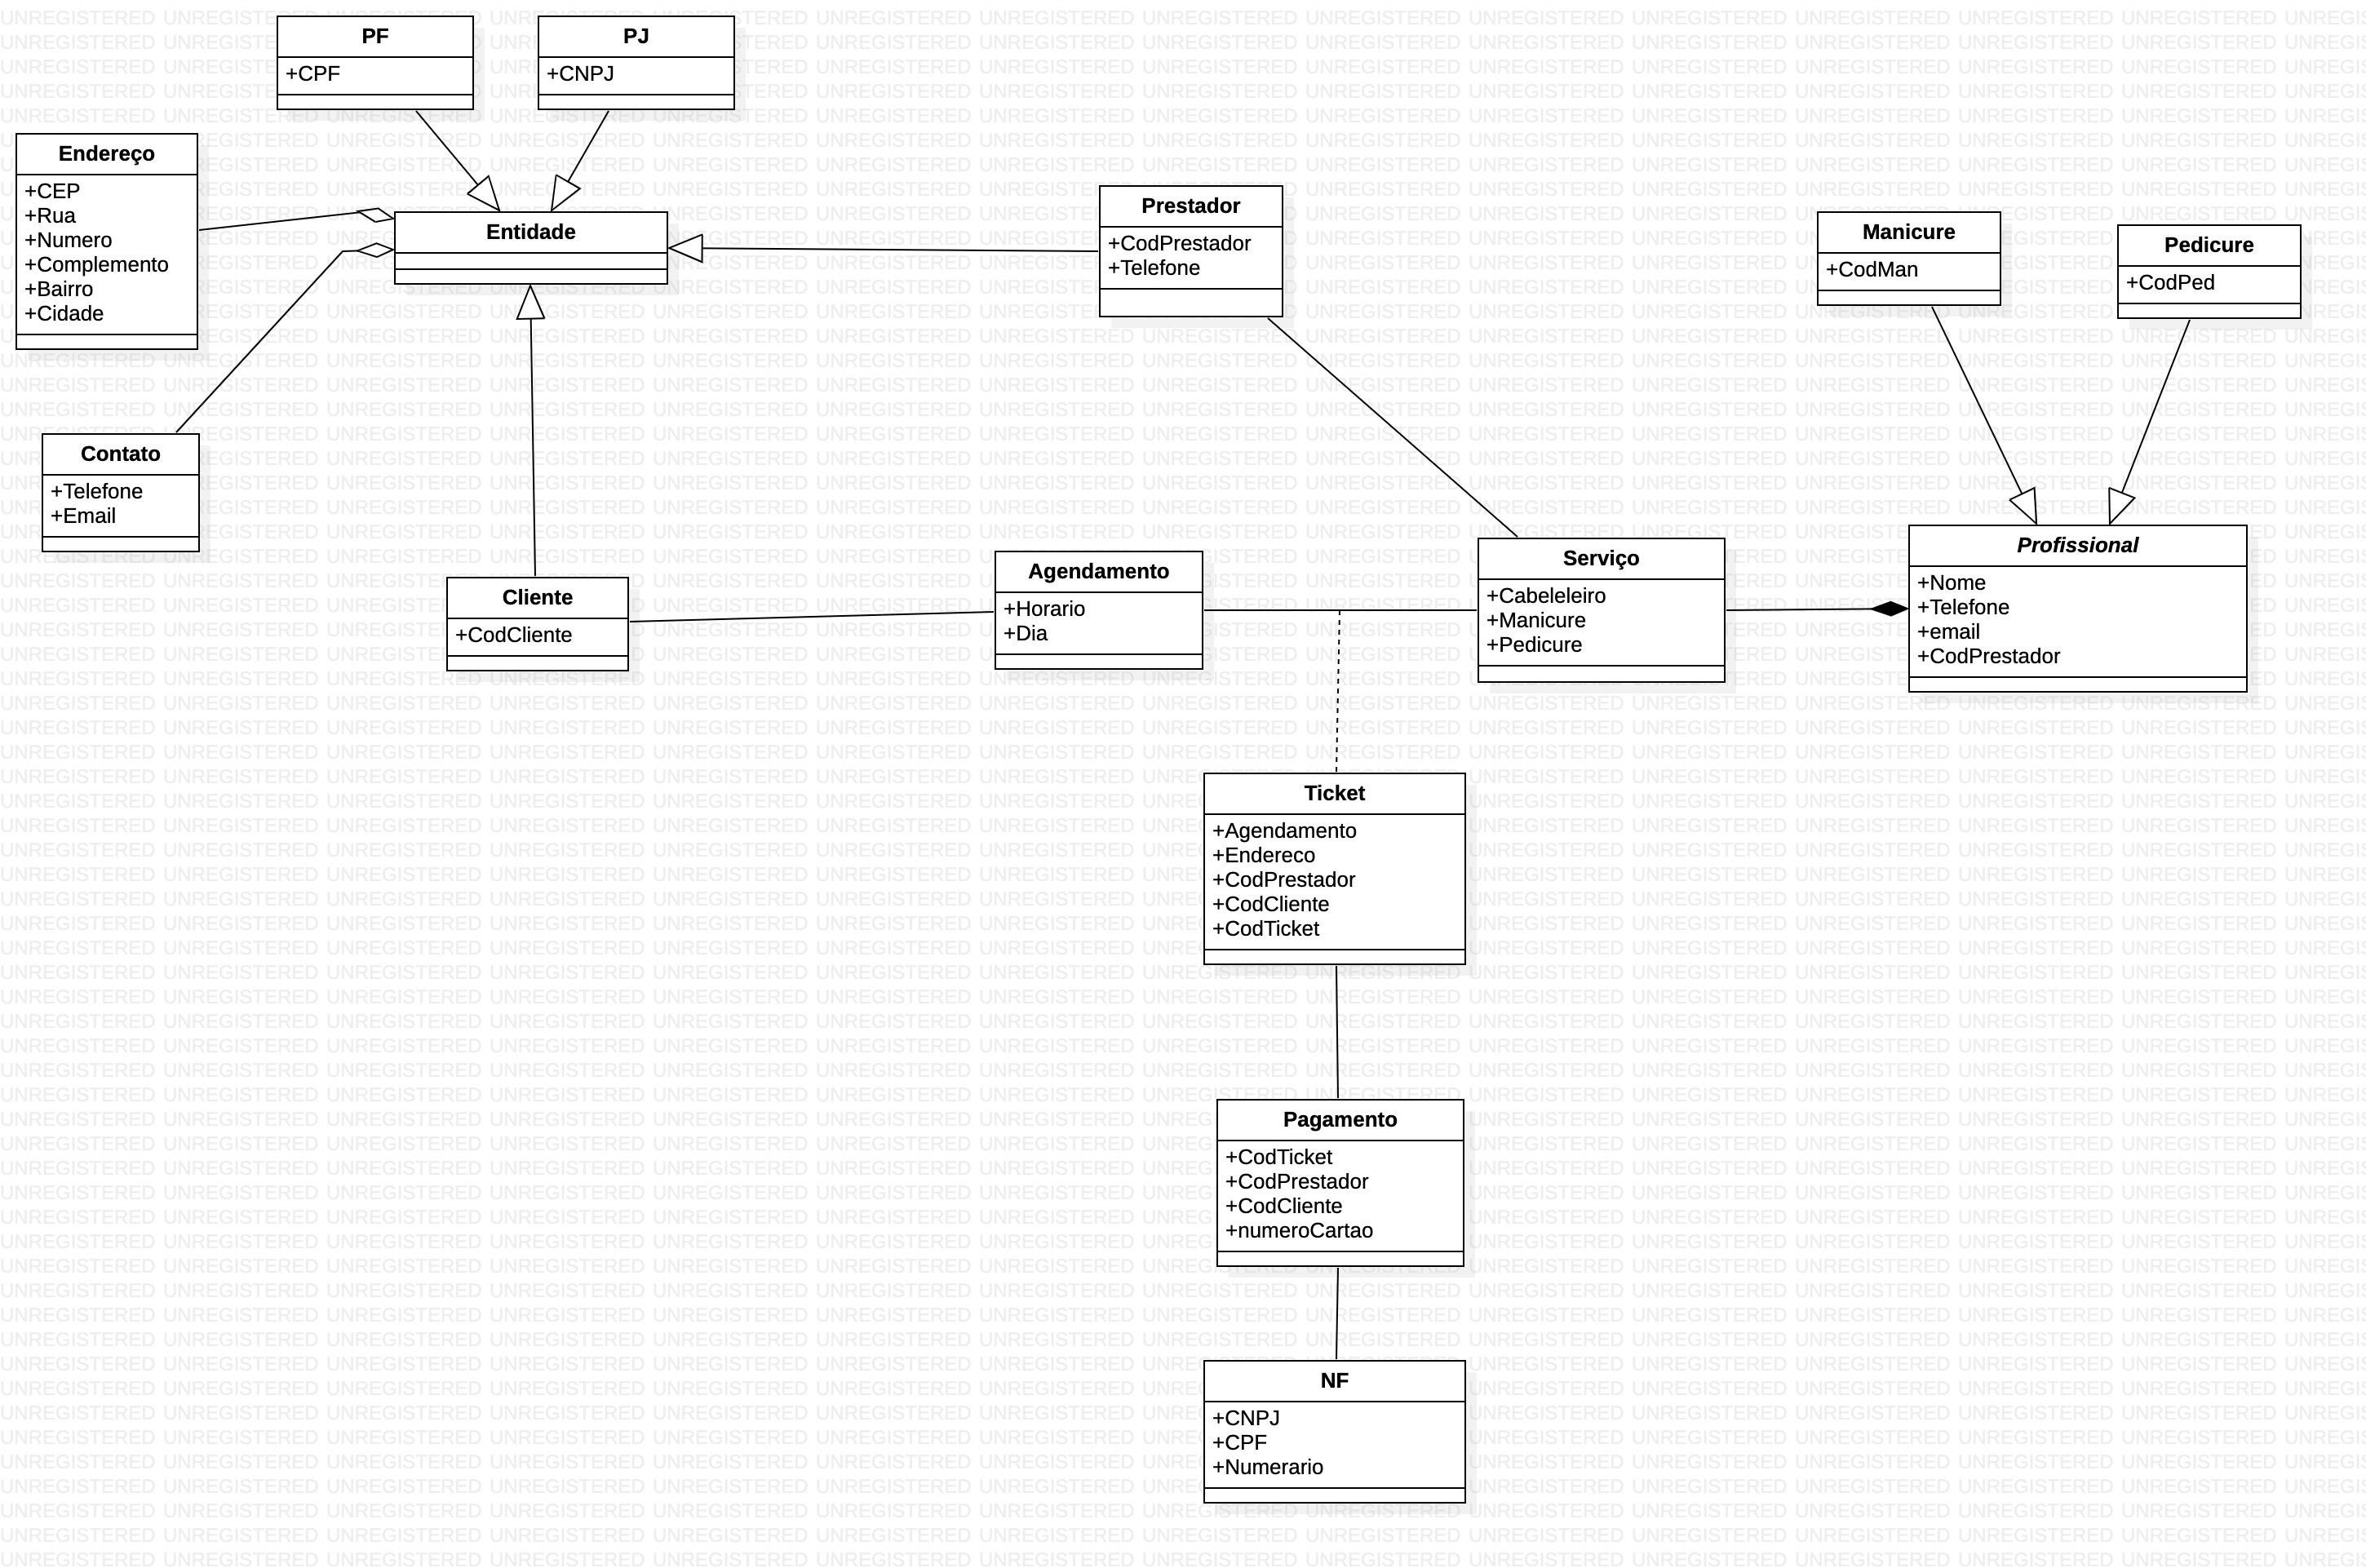 PF
+CPF
PJ
+CNPJ
Endereço
+CEP
+Rua
+Numero
+Complemento
+Bairro
+Cidade
Entidade
Prestador
+CodPrestador
+Telefone
Manicure
+CodMan
Pedicure
+CodPed
Contato
+Telefone
+Email
Cliente
+CodCliente
Agendamento
+Horario
+Dia
Serviço
+Cabeleleiro
+Manicure
+Pedicure
Profissional
+Nome
+Telefone
+email
+CodPrestador
Ticket
+Agendamento
+Endereco
+CodPrestador
+CodCliente
+CodTicket
Pagamento
+CodTicket
+CodPrestador
+CodCliente
+numeroCartao
NF
+CNPJ
+CPF
+Numerario
UNREGISTERED